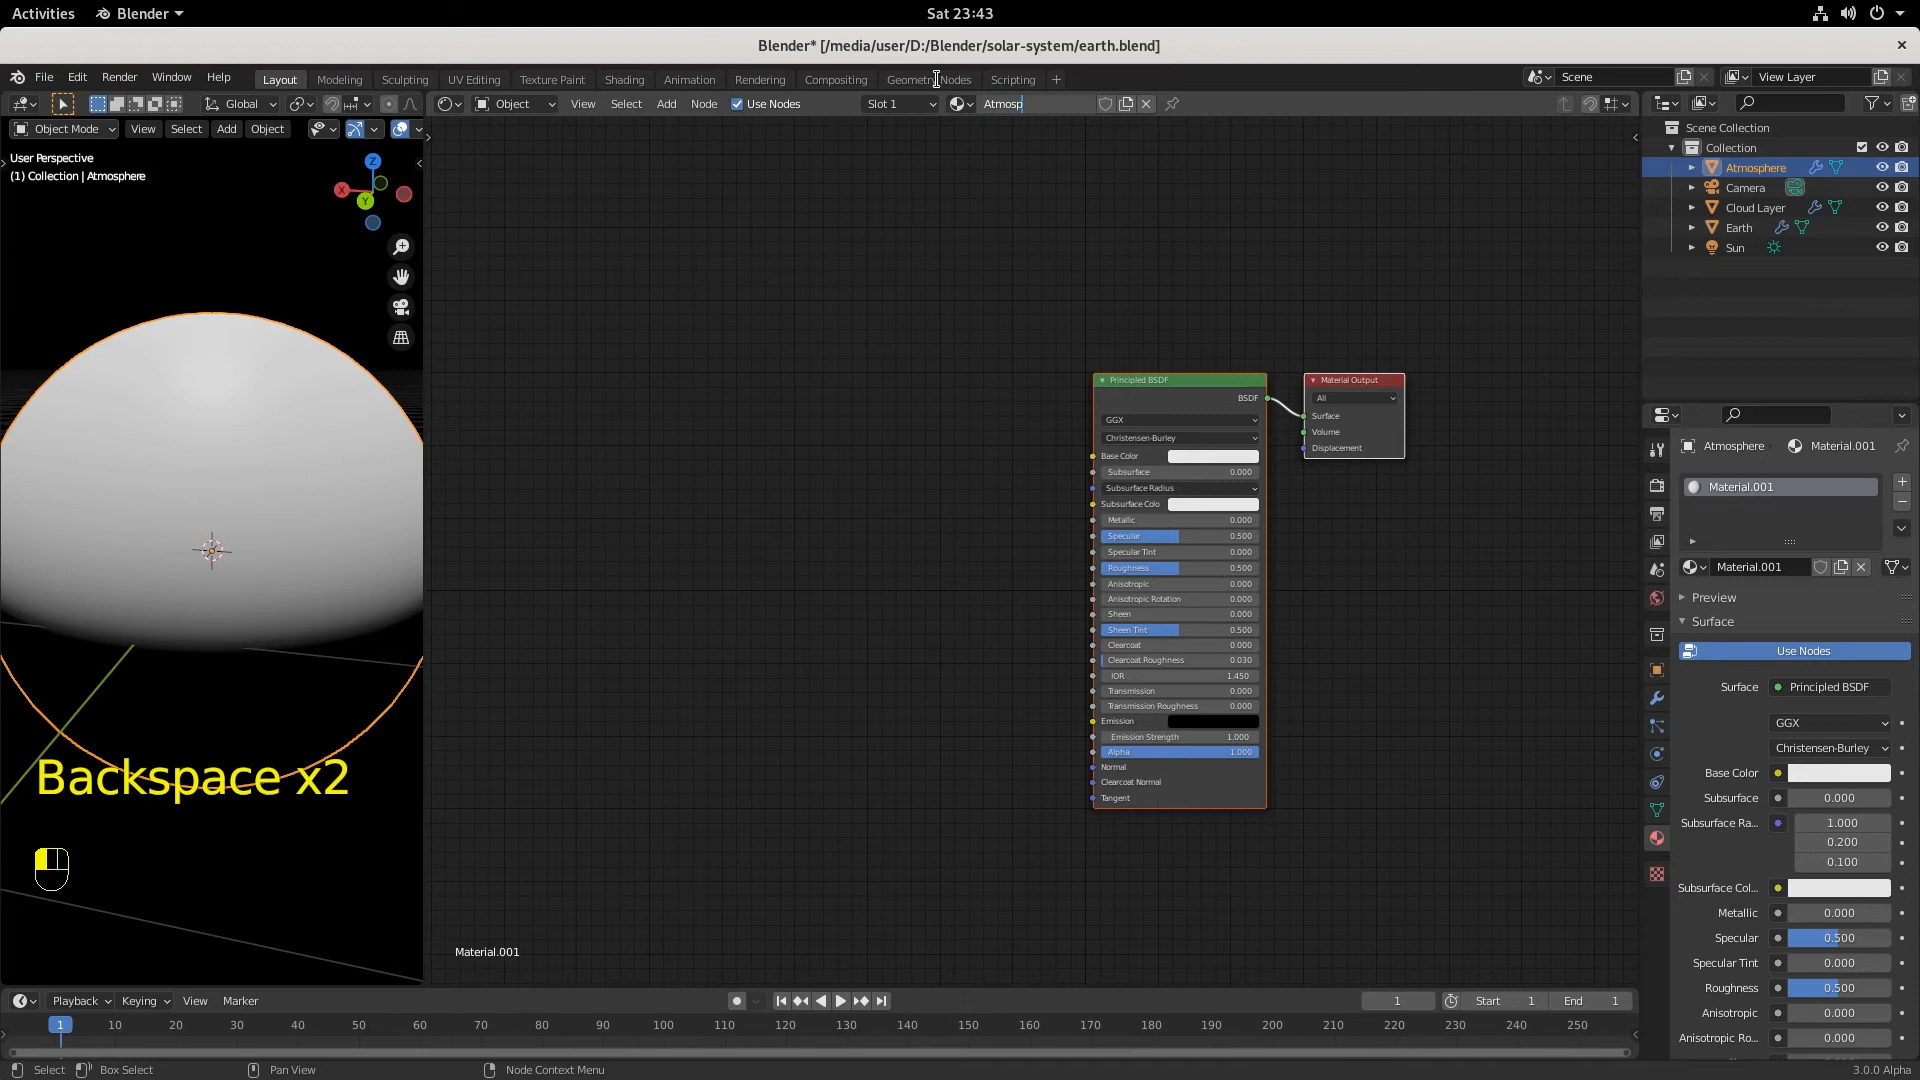 Activities Blender Sat 23:43
Blender* [/media/user/D:/Blender/solar-system/earth.blend]
File Edit Render Window Help Layout Modeling Sculpting UV Editing Texture Paint Shading Animation Rendering Compositing Geometry Nodes Scripting + Scene View Layer
Global Object View Select Add Node Use Nodes Slot 1 Atmosp
Object Mode View Select Add Object
User Perspective
(1) Collection | Atmosphere
Z
X
Y
Backspace x2
Principled BSDF
BSDF
GGX
Christensen-Burley
Base Color
Subsurface 0.000
Subsurface Radius
Subsurface Colo
Metallic 0.000
Specular 0.500
Specular Tint 0.000
Roughness 0.500
Anisotropic 0.000
Anisotropic Rotation 0.000
Sheen 0.000
Sheen Tint 0.500
Clearcoat 0.000
Clearcoat Roughness 0.030
IOR 1.450
Transmission 0.000
Transmission Roughness 0.000
Emission
Emission Strength 1.000
Alpha 1.000
Normal
Clearcoat Normal
Tangent
Material Output
All
Surface
Volume
Displacement
Material.001
Scene Collection
Collection
Atmosphere
Camera
Cloud Layer
Earth
Sun
Atmosphere Material.001
Material.001
Material.001
Preview
Surface
Use Nodes
Surface Principled BSDF
GGX
Christensen-Burley
Base Color
Subsurface 0.000
Subsurface Ra... 1.000
0.200
0.100
Subsurface Col...
Metallic 0.000
Specular 0.500
Specular Tint 0.000
Roughness 0.500
Anisotropic 0.000
Anisotropic Ro... 0.000
Playback Keying View Marker 1 Start 1 End 1
1 10 20 30 40 50 60 70 80 90 100 110 120 130 140 150 160 170 180 190 200 210 220 230 240 250
Select Box Select Pan View Node Context Menu 3.0.0 Alpha